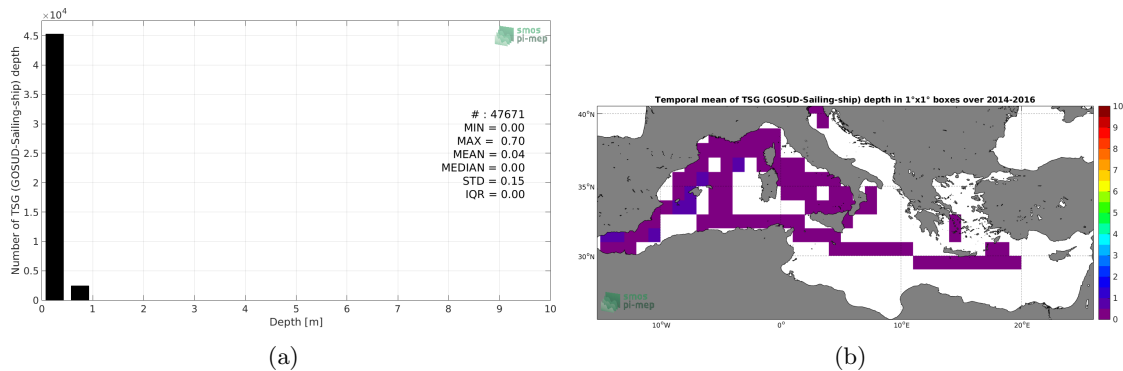 ×10⁴
4.5
4
3.5
3
2.5
2
1.5
1
0.5
0
Number of TSG (GOSUD-Sailing-ship) depth
smos
pi-mep
# : 47671
MIN = 0.00
MAX = 0.70
MEAN = 0.04
MEDIAN = 0.00
STD = 0.15
IQR = 0.00
0 1 2 3 4 5 6 7 8 9 10
Depth [m]
(a)
Temporal mean of TSG (GOSUD-Sailing-ship) depth in 1°x1° boxes over 2014-2016
40°N
35°N
30°N
smos
pi-mep
10°W 0° 10°E 20°E
10
9
8
7
6
5
4
3
2
1
0
(b)